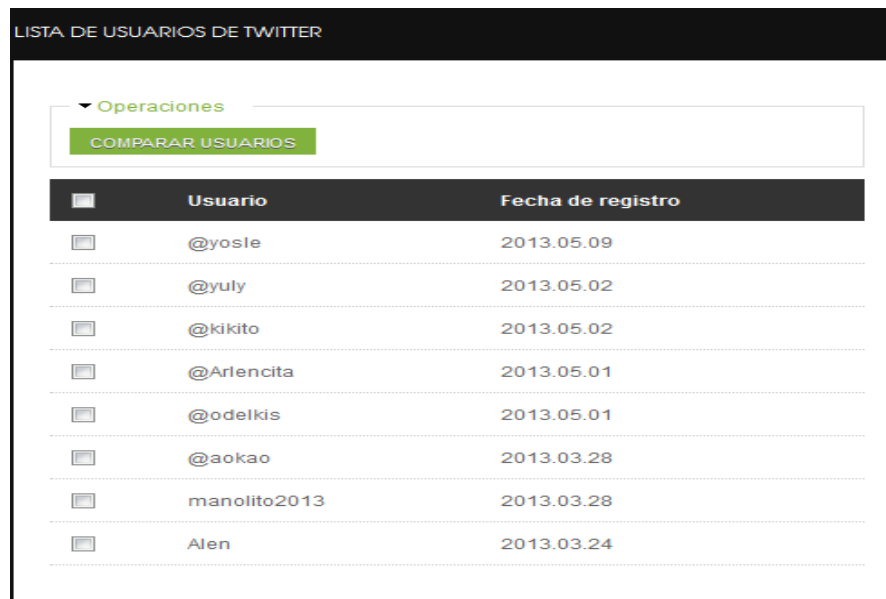 LISTA DE USUARIOS DE TWITTER
Operaciones
COMPARAR USUARIOS
Usuario Fecha de registro
@yosle 2013.05.09
@yuly 2013.05.02
@kikito 2013.05.02
@Arlencita 2013.05.01
@odelkis 2013.05.01
@aokao 2013.03.28
manolito2013 2013.03.28
Alen 2013.03.24